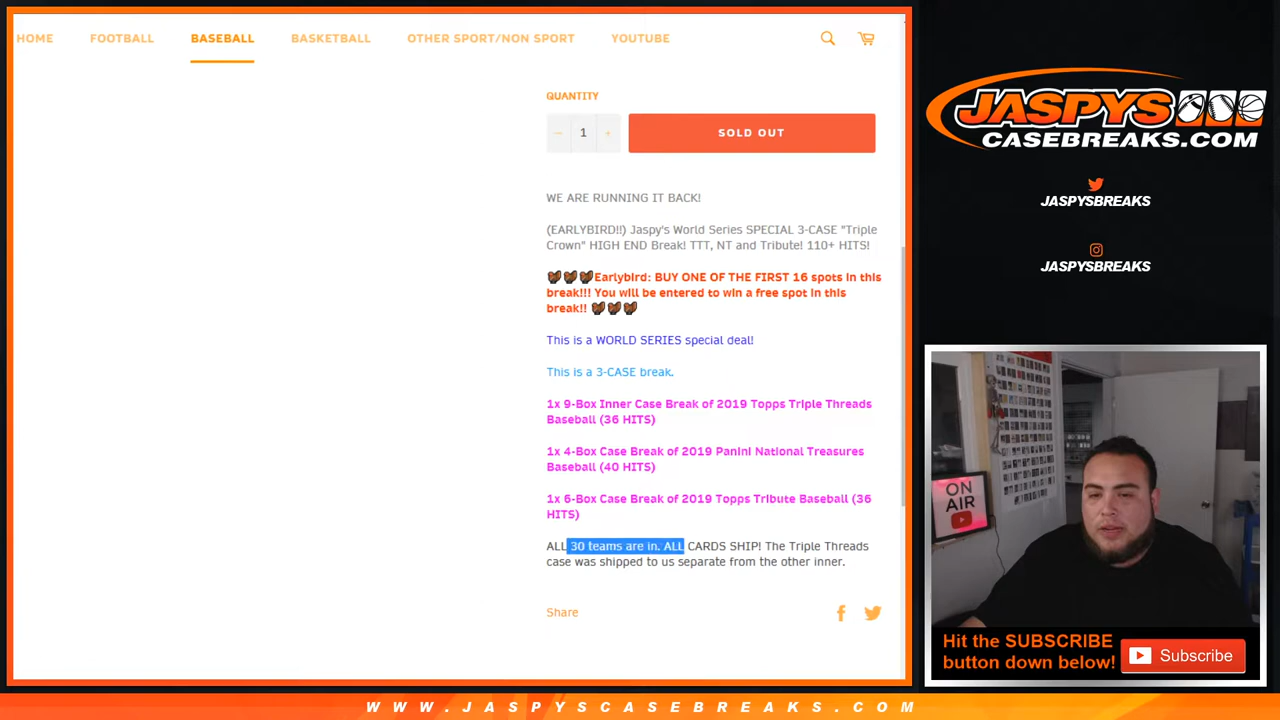 HOME FOOTBALL BASEBALL BASKETBALL OTHER SPORT/NON SPORT YOUTUBE
QUANTITY
− 1 + SOLD OUT
WE ARE RUNNING IT BACK!
(EARLYBIRD!!) Jaspy's World Series SPECIAL 3-CASE "Triple
Crown" HIGH END Break! TTT, NT and Tribute! 110+ HITS!
Earlybird: BUY ONE OF THE FIRST 16 spots in this
break!!! You will be entered to win a free spot in this
break!!
This is a WORLD SERIES special deal!
This is a 3-CASE break.
1x 9-Box Inner Case Break of 2019 Topps Triple Threads
Baseball (36 HITS)
1x 4-Box Case Break of 2019 Panini National Treasures
Baseball (40 HITS)
1x 6-Box Case Break of 2019 Topps Tribute Baseball (36
HITS)
ALL 30 teams are in. ALL CARDS SHIP! The Triple Threads
case was shipped to us separate from the other inner.
Share
JASPYS
CASEBREAKS.COM
JASPYSBREAKS
JASPYSBREAKS
ON
AIR
Hit the SUBSCRIBE
button down below!
Subscribe
WWW.JASPYSCASEBREAKS.COM